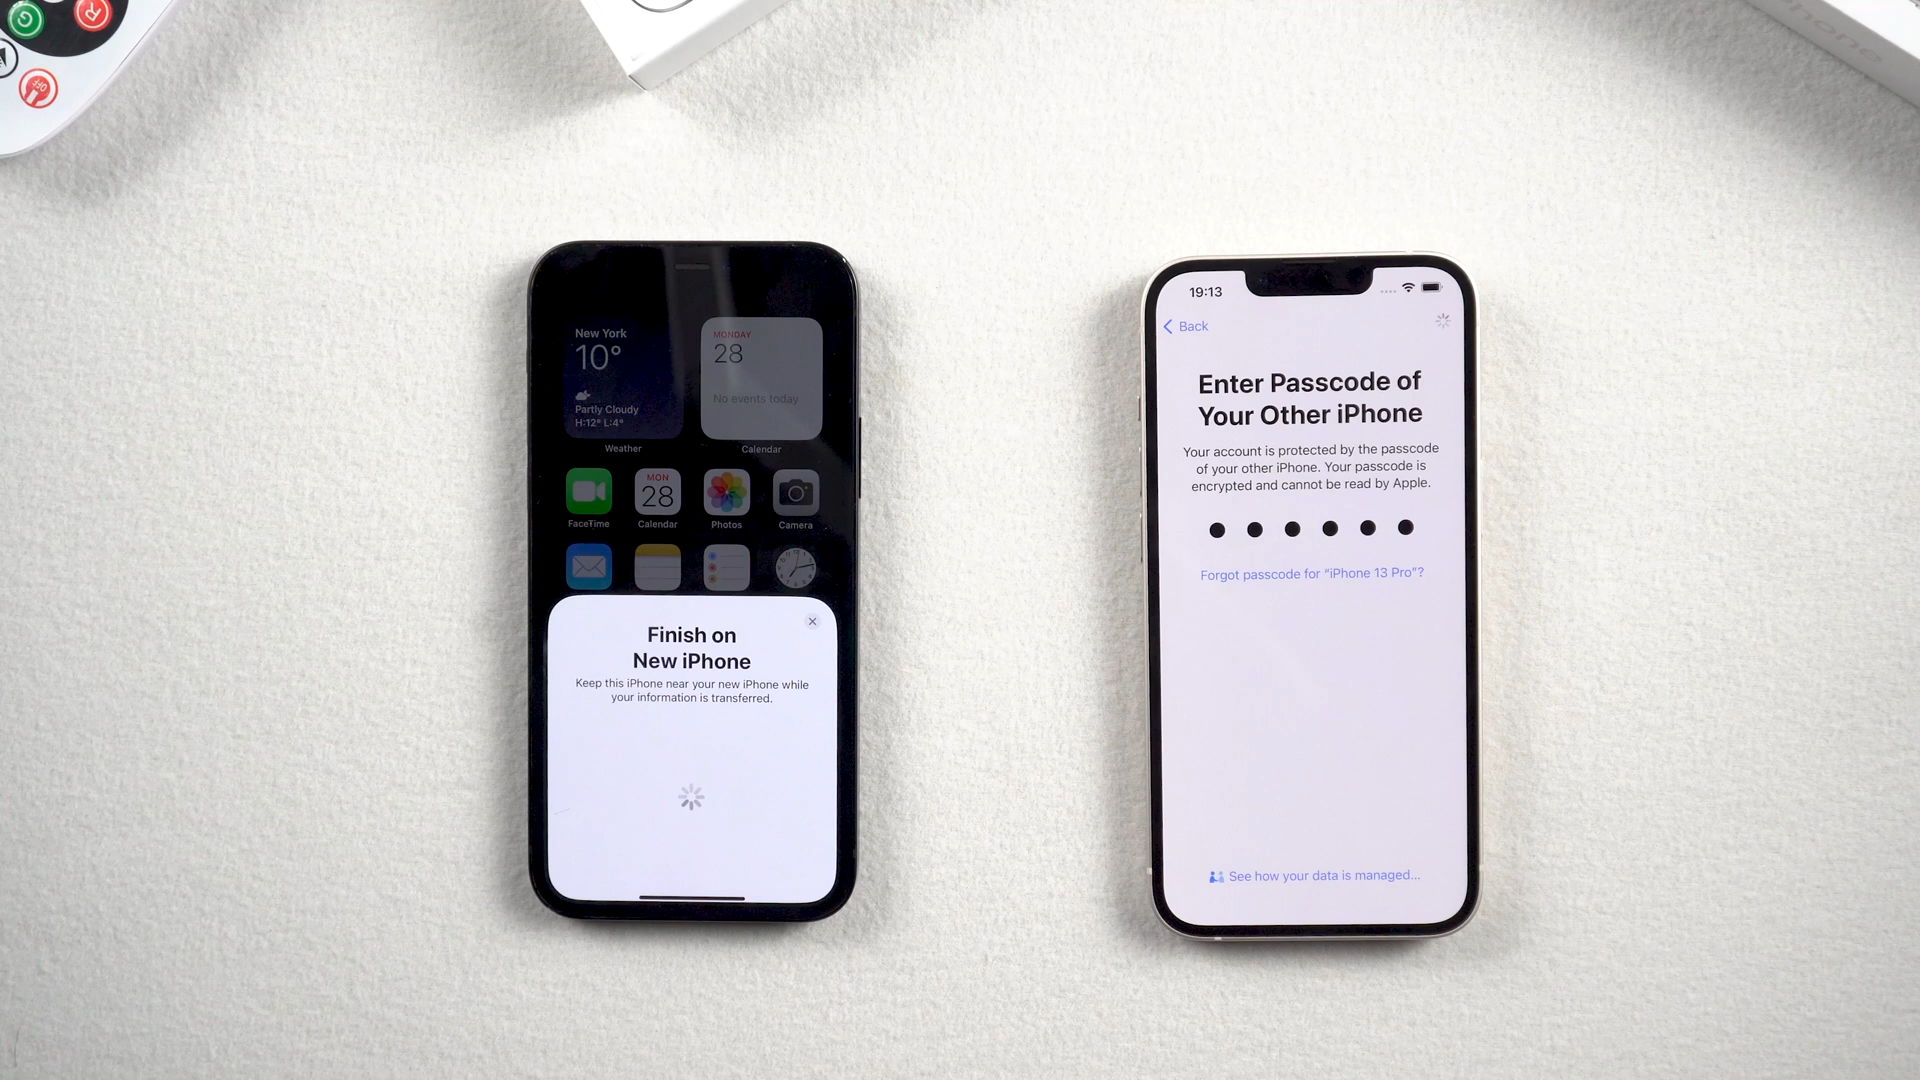 G
R
OFF
iPhone
New York
10°
Partly Cloudy
H:12° L:4°
Weather
MONDAY
28
No events today
Calendar
MON
28
FaceTime
Calendar
Photos
Camera
Finish on
New iPhone
Keep this iPhone near your new iPhone while
your information is transferred.
19:13
Back
Enter Passcode of
Your Other iPhone
Your account is protected by the passcode
of your other iPhone. Your passcode is
encrypted and cannot be read by Apple.
Forgot passcode for “iPhone 13 Pro”?
See how your data is managed...